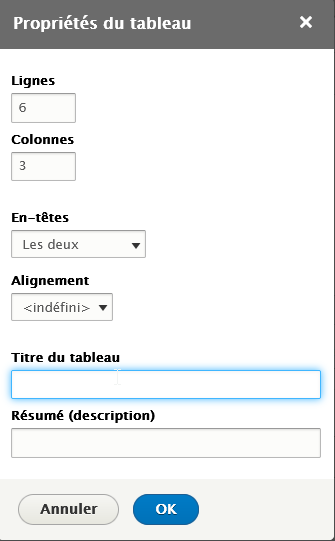 Propriétés du tableau
Lignes
6
Colonnes
3
En-têtes
Les deux
Alignement
<indéfini>
Titre du tableau
Résumé (description)
Annuler OK